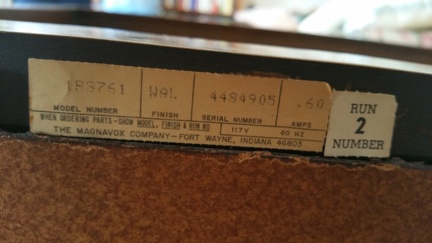 WAL 4484905 .60
MODEL NUMBER FINISH SERIAL NUMBER AMPS
WHEN ORDERING PARTS-SHOW MODEL, FINISH & RUN NO. 117V 60 HZ
THE MAGNAVOX COMPANY-FORT WAYNE, INDIANA 46803
RUN
2
NUMBER